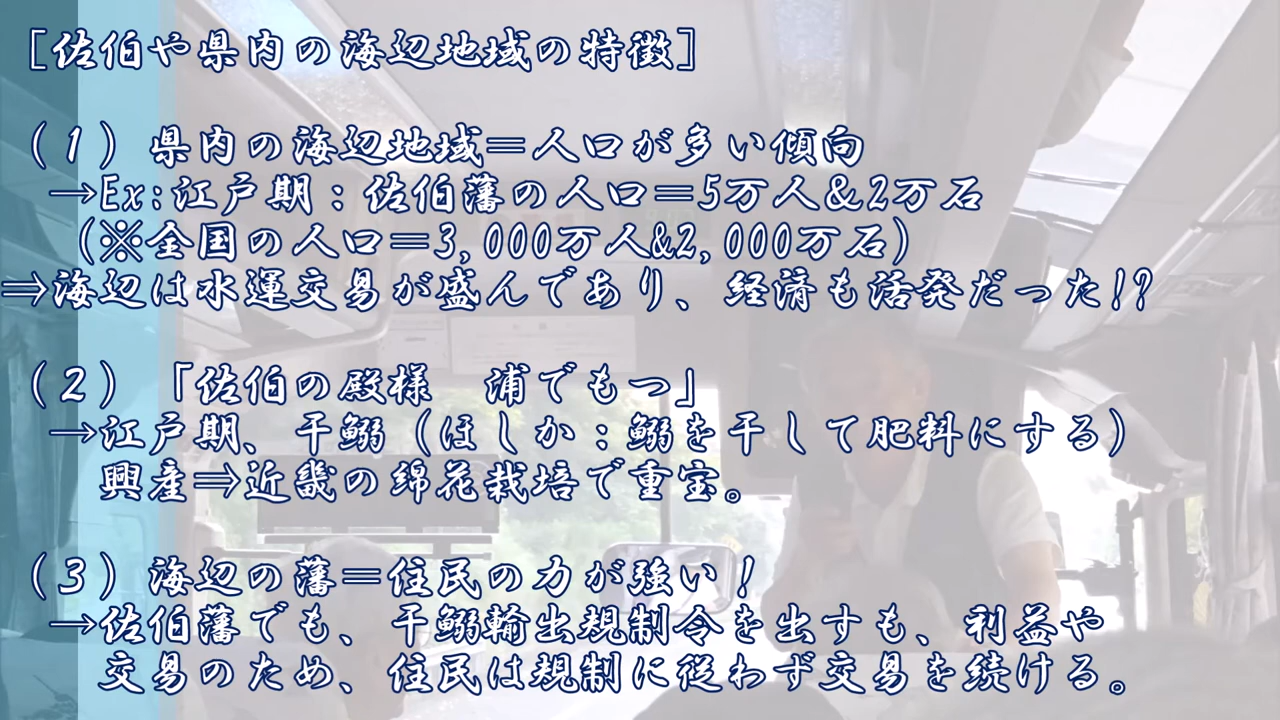 ［佐伯や県内の海辺地域の特徴］
（１）県内の海辺地域＝人口が多い傾向
→Ex:江戸期：佐伯藩の人口＝5万人＆2万石
（※全国の人口＝3,000万人&2,000万石）
⇒海辺は水運交易が盛んであり、経済も活発だった!?
（２）「佐伯の殿様　浦でもつ」
→江戸期、干鰯（ほしか：鰯を干して肥料にする）
興産⇒近畿の綿花栽培で重宝。
（３）海辺の藩＝住民の力が強い！
→佐伯藩でも、干鰯輸出規制令を出すも、利益や
交易のため、住民は規制に従わず交易を続ける。